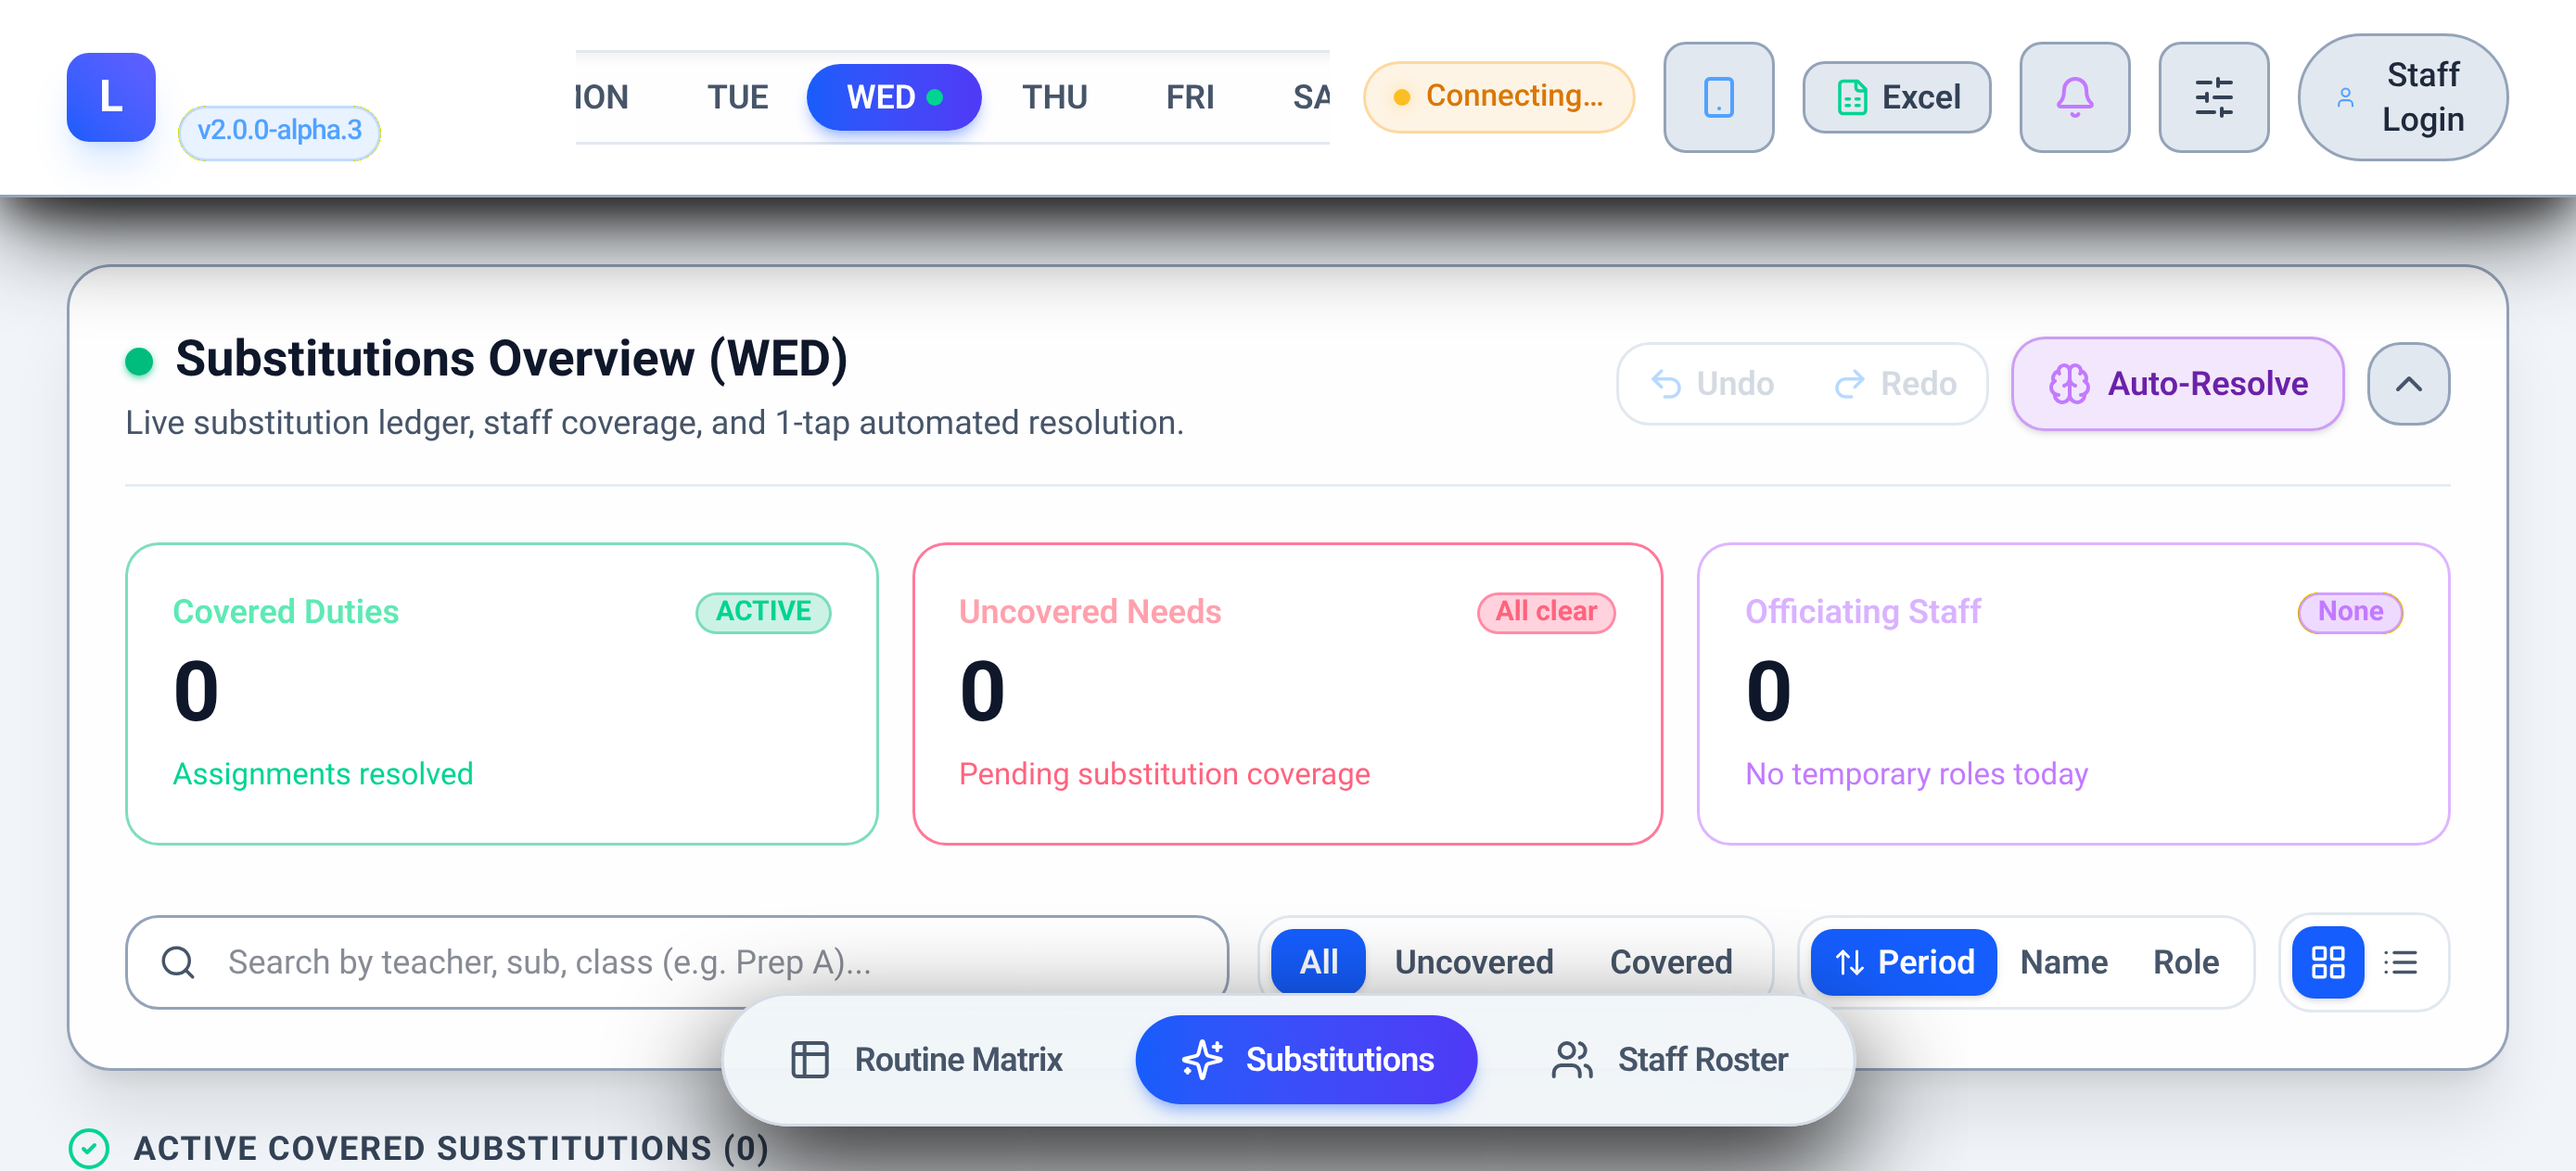 L
v2.0.0-alpha.3
ION TUE WED THU FRI SA
Connecting...
Excel
Staff
Login
Substitutions Overview (WED)
Live substitution ledger, staff coverage, and 1-tap automated resolution.
Undo Redo
Auto-Resolve
Covered Duties ACTIVE
0
Assignments resolved
Uncovered Needs All clear
0
Pending substitution coverage
Officiating Staff None
0
No temporary roles today
Search by teacher, sub, class (e.g. Prep A)...
All Uncovered Covered
Period Name Role
Routine Matrix Substitutions Staff Roster
ACTIVE COVERED SUBSTITUTIONS (0)